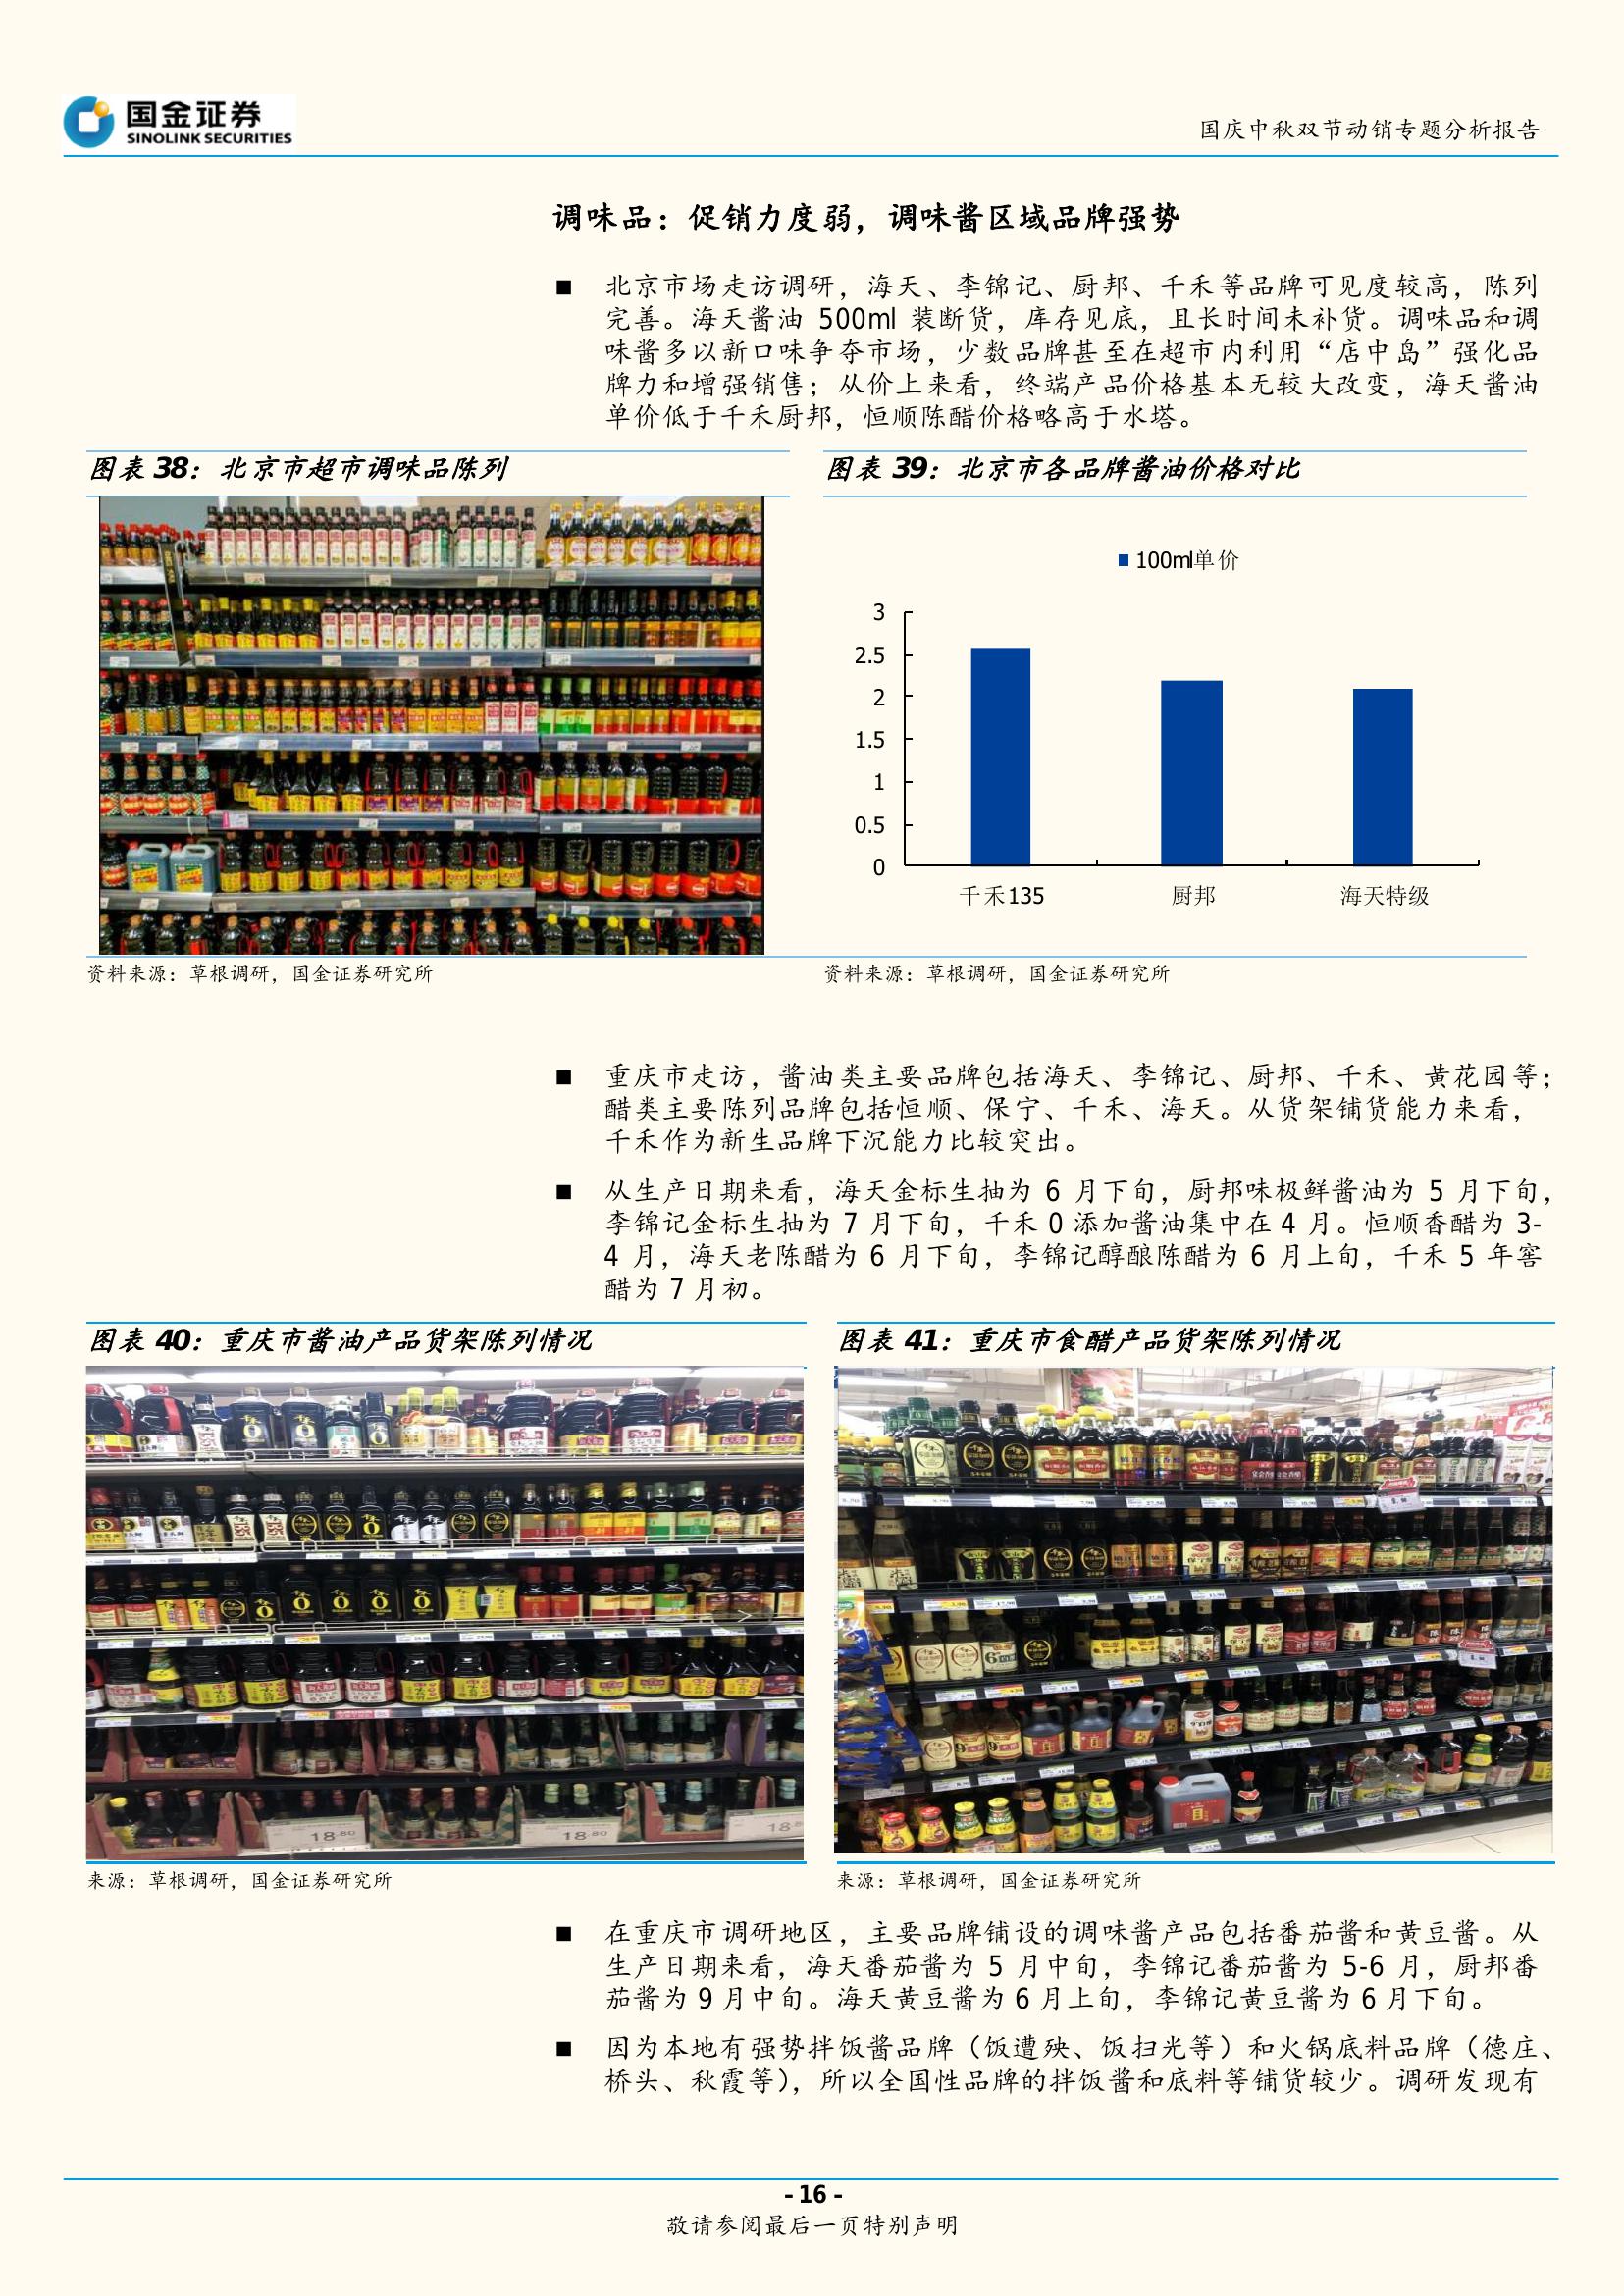 国金证券
SINOLINK SECURITIES
国庆中秋双节动销专题分析报告
调味品：促销力度弱，调味酱区域品牌强势
■ 北京市场走访调研，海天、李锦记、厨邦、千禾等品牌可见度较高，陈列
完善。海天酱油 500ml 装断货，库存见底，且长时间未补货。调味品和调
味酱多以新口味争夺市场，少数品牌甚至在超市内利用“店中岛”强化品
牌力和增强销售；从价上来看，终端产品价格基本无较大改变，海天酱油
单价低于千禾厨邦，恒顺陈醋价格略高于水塔。
图表 38：北京市超市调味品陈列
图表 39：北京市各品牌酱油价格对比
100ml单价
3
2.5
2
1.5
1
0.5
0
千禾135
厨邦
海天特级
资料来源：草根调研，国金证券研究所
资料来源：草根调研，国金证券研究所
■ 重庆市走访，酱油类主要品牌包括海天、李锦记、厨邦、千禾、黄花园等；
醋类主要陈列品牌包括恒顺、保宁、千禾、海天。从货架铺货能力来看，
千禾作为新生品牌下沉能力比较突出。
■ 从生产日期来看，海天金标生抽为 6 月下旬，厨邦味极鲜酱油为 5 月下旬，
李锦记金标生抽为 7 月下旬，千禾 0 添加酱油集中在 4 月。恒顺香醋为 3-
4 月，海天老陈醋为 6 月下旬，李锦记醇酿陈醋为 6 月上旬，千禾 5 年窖
醋为 7 月初。
图表 40：重庆市酱油产品货架陈列情况
图表 41：重庆市食醋产品货架陈列情况
18.80
18.80
18.8
来源：草根调研，国金证券研究所
来源：草根调研，国金证券研究所
■ 在重庆市调研地区，主要品牌铺设的调味酱产品包括番茄酱和黄豆酱。从
生产日期来看，海天番茄酱为 5 月中旬，李锦记番茄酱为 5-6 月，厨邦番
茄酱为 9 月中旬。海天黄豆酱为 6 月上旬，李锦记黄豆酱为 6 月下旬。
■ 因为本地有强势拌饭酱品牌（饭遭殃、饭扫光等）和火锅底料品牌（德庄、
桥头、秋霞等），所以全国性品牌的拌饭酱和底料等铺货较少。调研发现有
- 16 -
敬请参阅最后一页特别声明